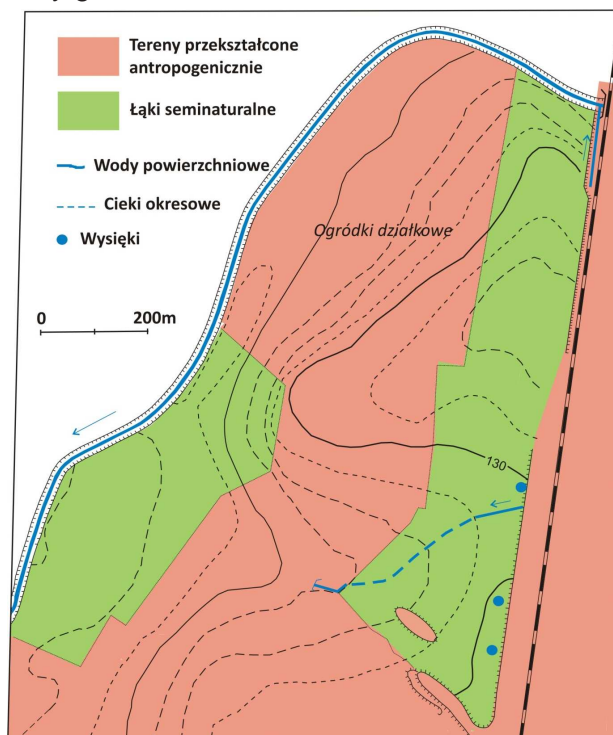 Tereny przekształcone
antropogenicznie
Łąki seminaturalne
Wody powierzchniowe
Cieki okresowe
Wysięki
0 200m
Ogródki działkowe
130